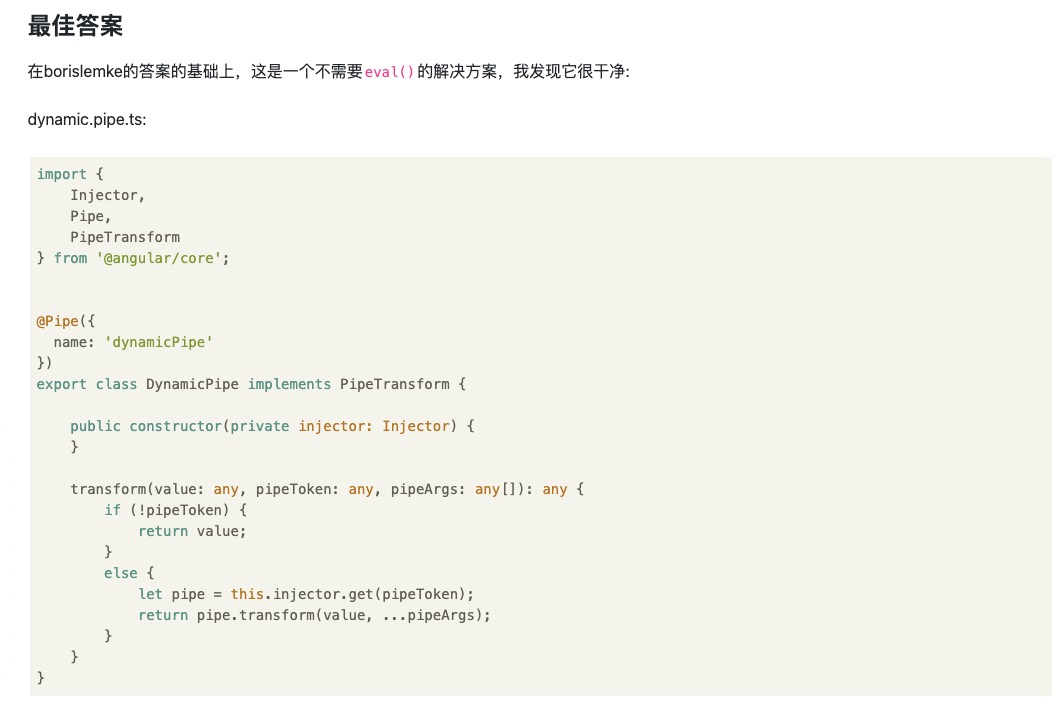 最佳答案
在borislemke的答案的基础上，这是一个不需要eval()的解决方案，我发现它很干净:
dynamic.pipe.ts:
import {
    Injector,
    Pipe,
    PipeTransform
} from '@angular/core';
@Pipe({
  name: 'dynamicPipe'
})
export class DynamicPipe implements PipeTransform {
    public constructor(private injector: Injector) {
    }
    transform(value: any, pipeToken: any, pipeArgs: any[]): any {
        if (!pipeToken) {
            return value;
        }
        else {
            let pipe = this.injector.get(pipeToken);
            return pipe.transform(value, ...pipeArgs);
        }
    }
}